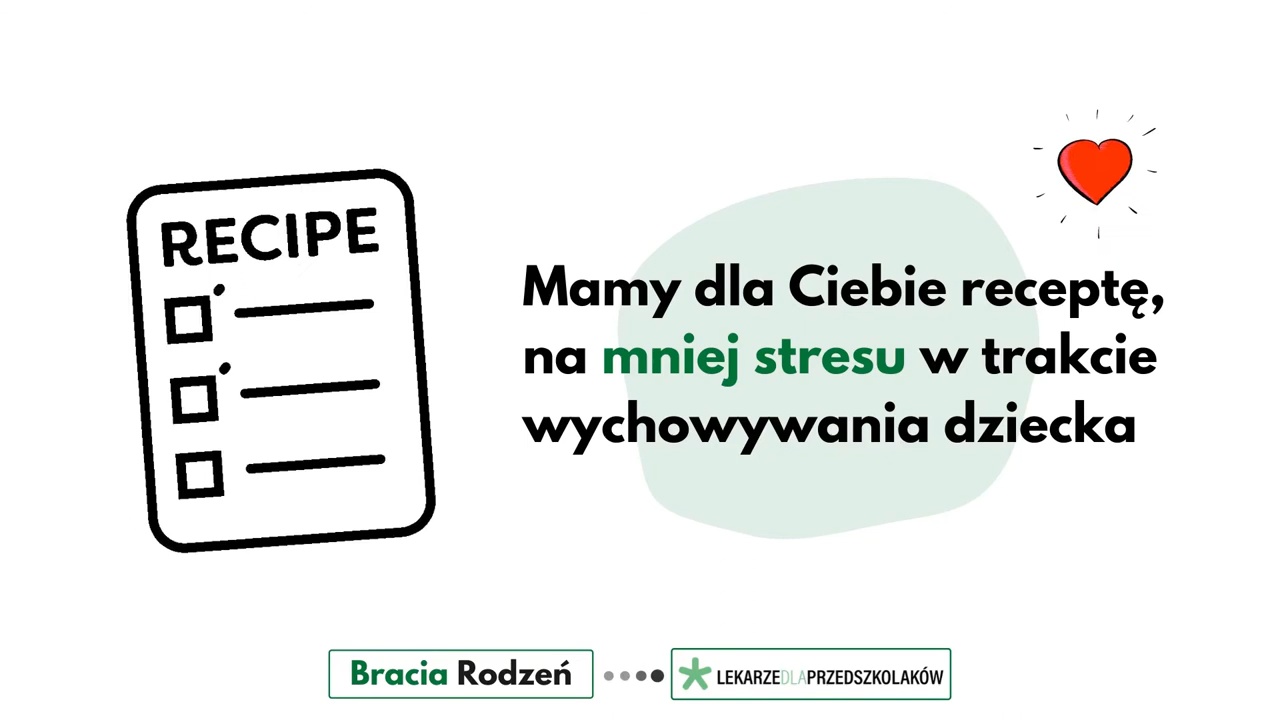 RECIPE
Mamy dla Ciebie receptę,
na mniej stresu w trakcie
wychowywania dziecka
Bracia Rodzeń
LEKARZEDLAPRZEDSZKOLAKÓW